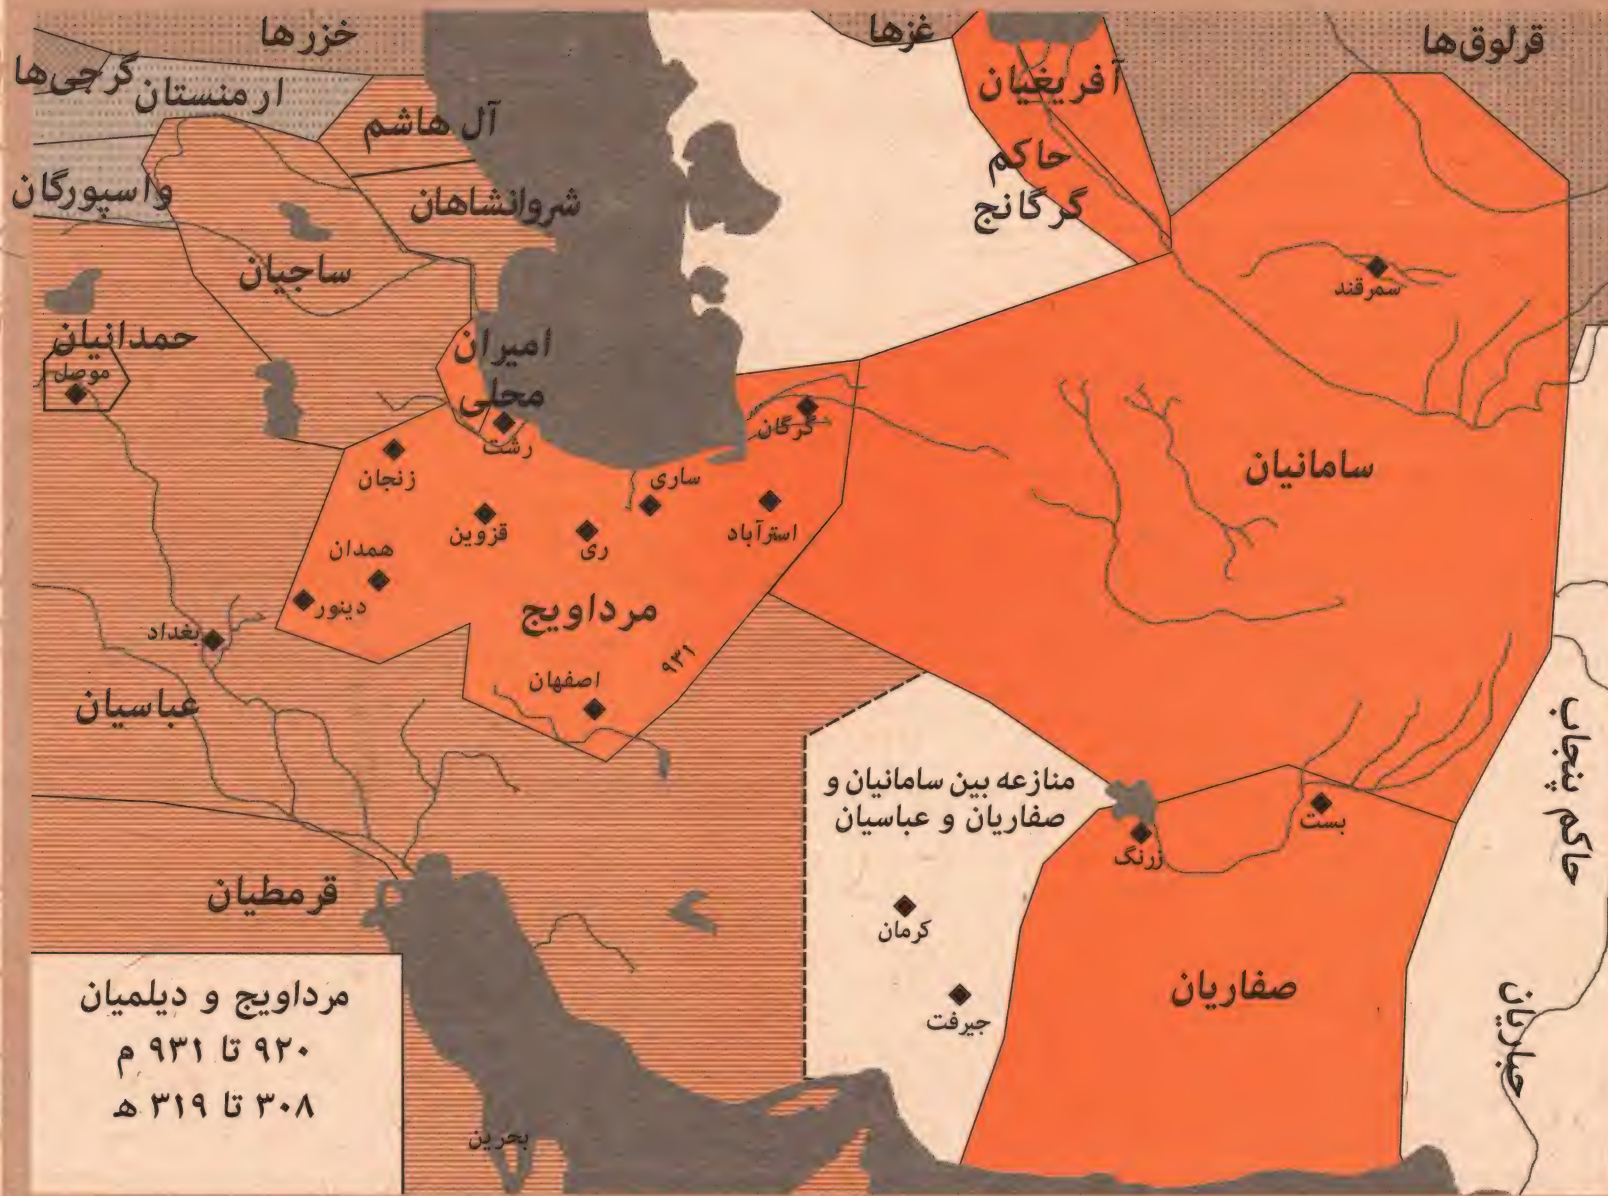 خزرها
غزها
قرلوق‌ها
گرجی‌ها
ارمنستان
آل هاشم
آفریغیان
واسپورگان
شروانشاهان
حاکم
گرگانج
ساجیان
سمرقند
حمدانیان
موصل
امیران
محلی
رشت
گرگان
سامانیان
زنجان
ساری
قزوین
ری
استرآباد
همدان
دینور
مرداویج
بغداد
۹۳۱
اصفهان
عباسیان
منازعه بین سامانیان و
صفاریان و عباسیان
بست
زرنگ
حاکم پنجاب
قرمطیان
کرمان
جیرفت
صفاریان
حباریان
بحرین
مرداویج و دیلمیان
۹۲۰ تا ۹۳۱ م
۳۰۸ تا ۳۱۹ ه